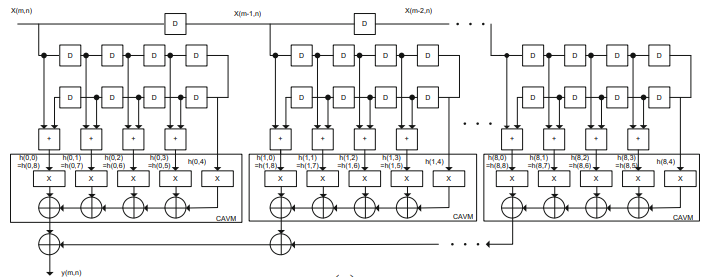 X(m,n) D X(m-1,n) D X(m-2,n) . . .
D D D D D D D D D D D D
D D D D D D D D D D D D
. . .
+ + + + + + + + + + + +
h(0,0) h(0,1) h(0,2) h(0,3) h(0,4) h(1,0) h(1,1) h(1,2) h(1,3) h(1,4) h(8,0) h(8,1) h(8,2) h(8,3) h(8,4)
=h(0,8) =h(0,7) =h(0,6) =h(0,5) =h(1,8) =h(1,7) =h(1,6) =h(1,5) =h(8,8) =h(8,7) =h(8,6) =h(8,5)
X X X X X X X X X X X X X X X
CAVM CAVM CAVM
. . .
y(m,n)